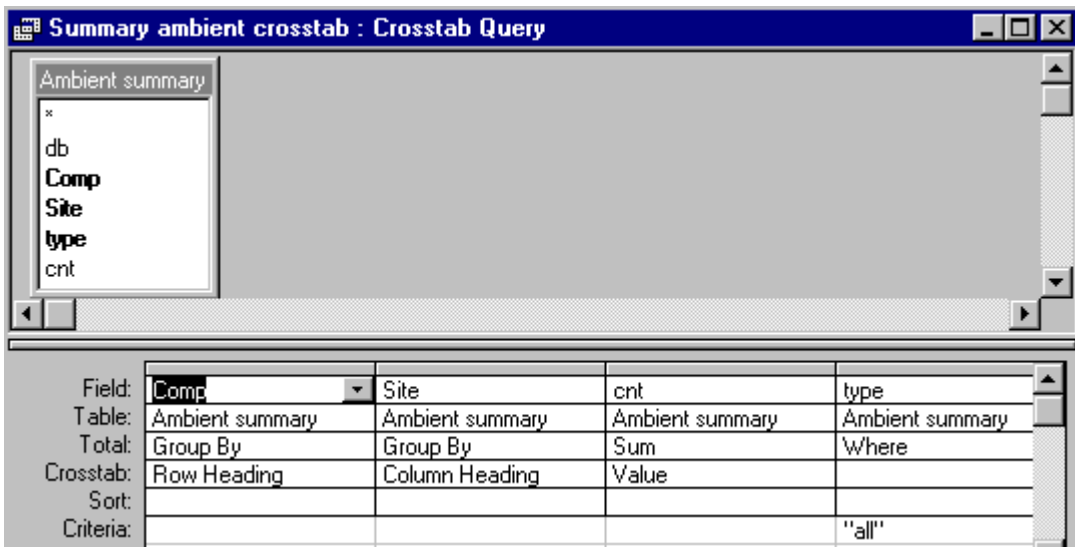 Summary ambient crosstab : Crosstab Query
Ambient summary
*
db
Comp
Site
type
cnt
Field: Comp Site cnt type
Table: Ambient summary Ambient summary Ambient summary Ambient summary
Total: Group By Group By Sum Where
Crosstab: Row Heading Column Heading Value
Sort:
Criteria: "all"